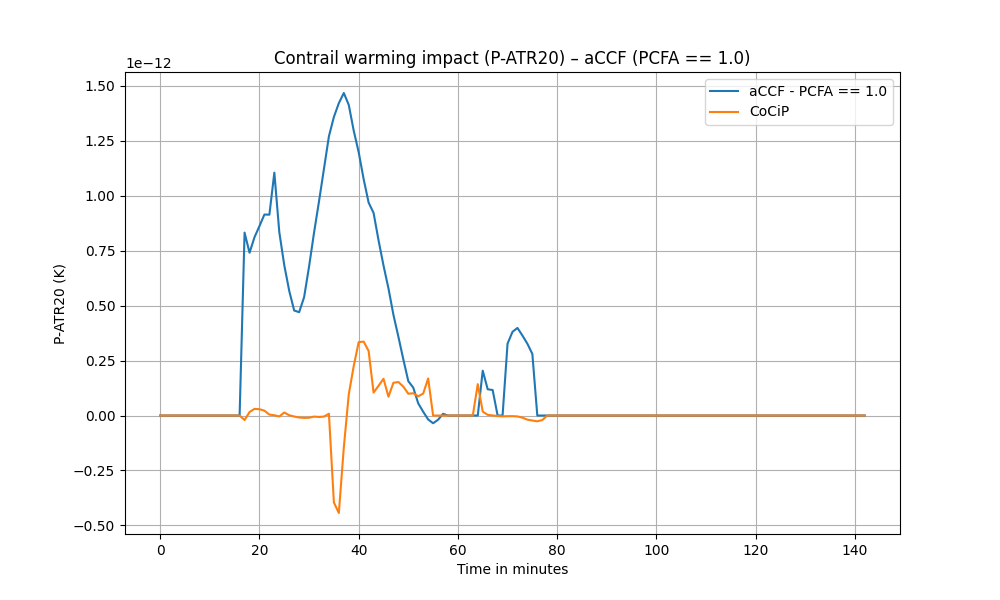 Contrail warming impact (P-ATR20) – aCCF (PCFA == 1.0)
1e−12
aCCF - PCFA == 1.0
CoCiP
1.50
1.25
1.00
0.75
0.50
0.25
0.00
−0.25
−0.50
P-ATR20 (K)
0 20 40 60 80 100 120 140
Time in minutes